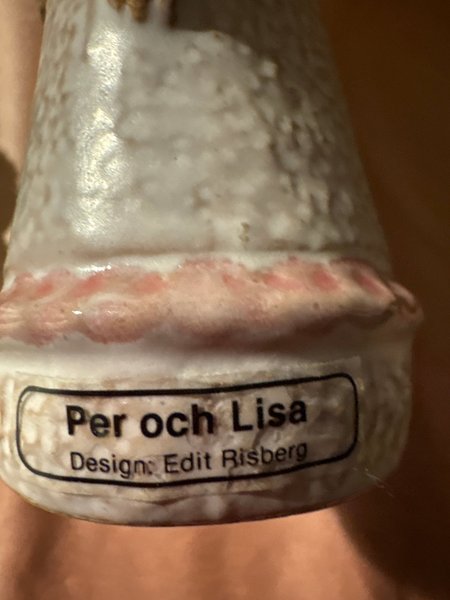 Per och Lisa
Design: Edit Risberg